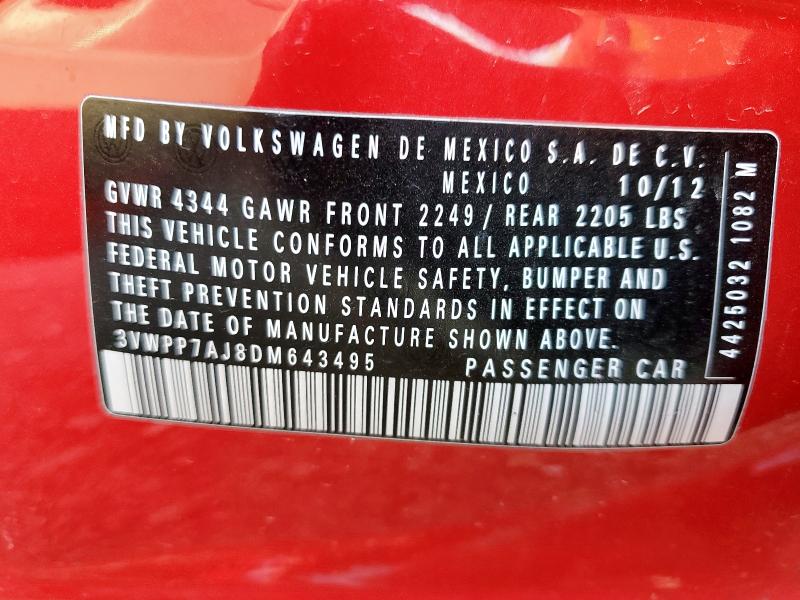 MFD BY VOLKSWAGEN DE MEXICO S.A. DE C.V.
MEXICO 10/12
GVWR 4344 GAWR FRONT 2249 / REAR 2205 LBS
THIS VEHICLE CONFORMS TO ALL APPLICABLE U.S.
FEDERAL MOTOR VEHICLE SAFETY, BUMPER AND
THEFT PREVENTION STANDARDS IN EFFECT ON
THE DATE OF MANUFACTURE SHOWN ABOVE.
3VWPP7AJ8DM643495 PASSENGER CAR
4425032 1082 M